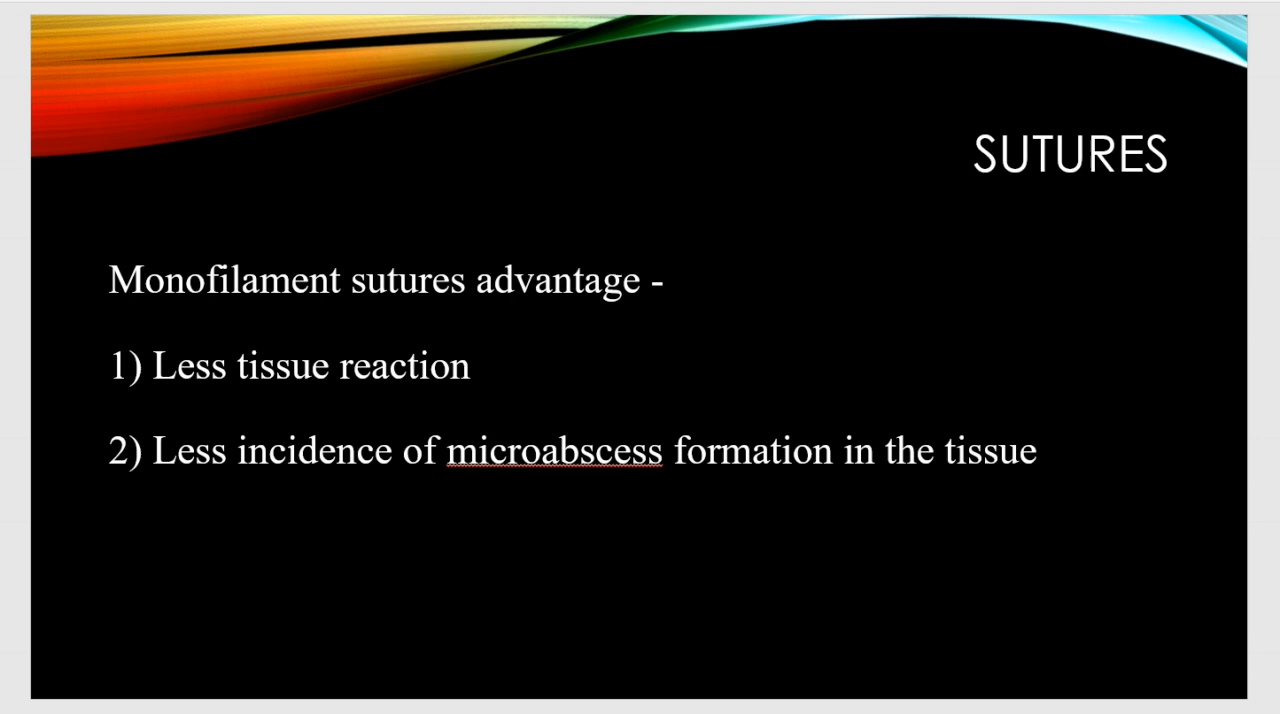 SUTURES
Monofilament sutures advantage -
1) Less tissue reaction
2) Less incidence of microabscess formation in the tissue